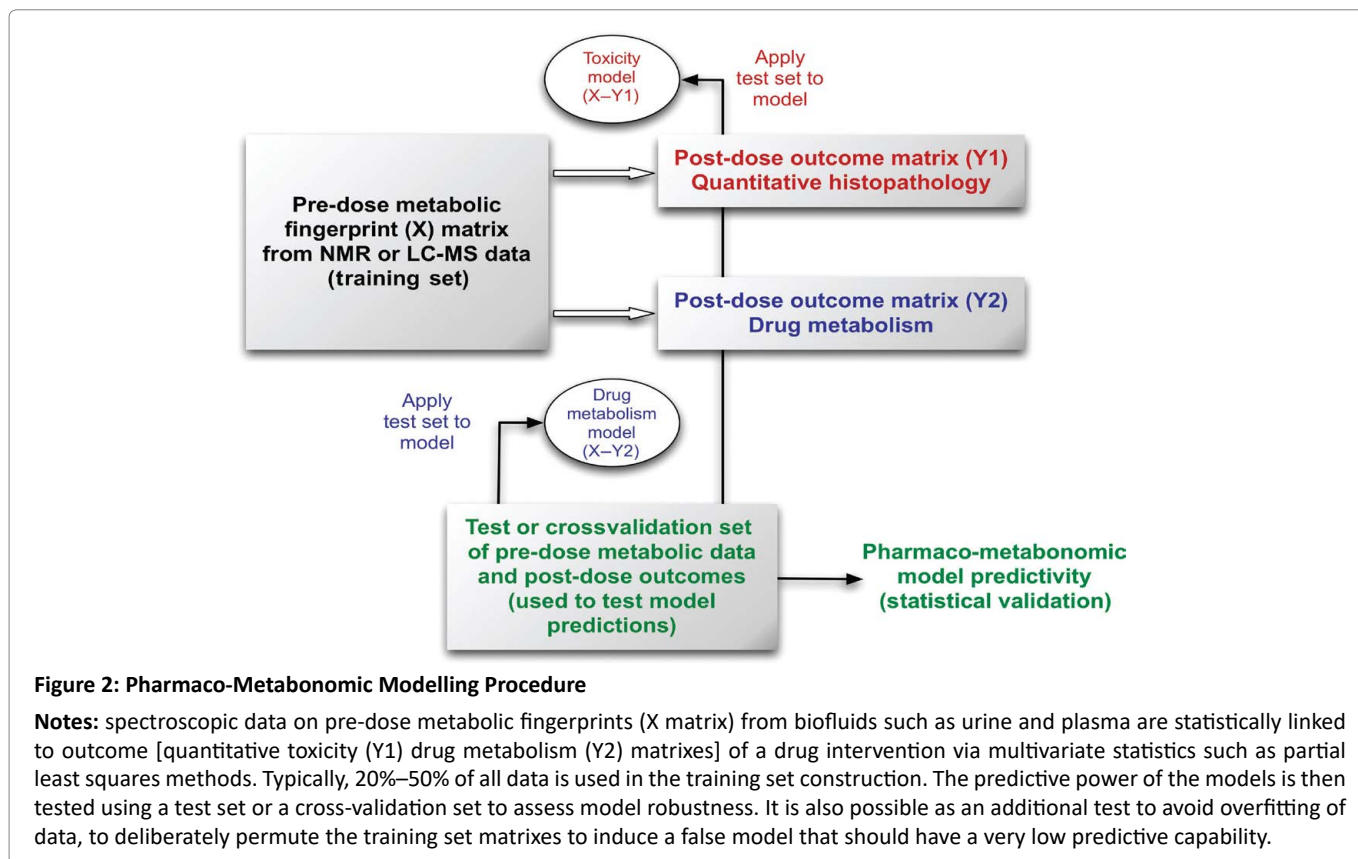 Toxicity
model
(X–Y1)
Apply
test set to
model
Pre-dose metabolic
fingerprint (X) matrix
from NMR or LC-MS data
(training set)
Post-dose outcome matrix (Y1)
Quantitative histopathology
Post-dose outcome matrix (Y2)
Drug metabolism
Apply
test set to
model
Drug
metabolism
model
(X–Y2)
Test or crossvalidation set
of pre-dose metabolic data
and post-dose outcomes
(used to test model
predictions)
Pharmaco-metabonomic
model predictivity
(statistical validation)
Figure 2: Pharmaco-Metabonomic Modelling Procedure
Notes: spectroscopic data on pre-dose metabolic fingerprints (X matrix) from biofluids such as urine and plasma are statistically linked
to outcome [quantitative toxicity (Y1) drug metabolism (Y2) matrixes] of a drug intervention via multivariate statistics such as partial
least squares methods. Typically, 20%–50% of all data is used in the training set construction. The predictive power of the models is then
tested using a test set or a cross-validation set to assess model robustness. It is also possible as an additional test to avoid overfitting of
data, to deliberately permute the training set matrixes to induce a false model that should have a very low predictive capability.